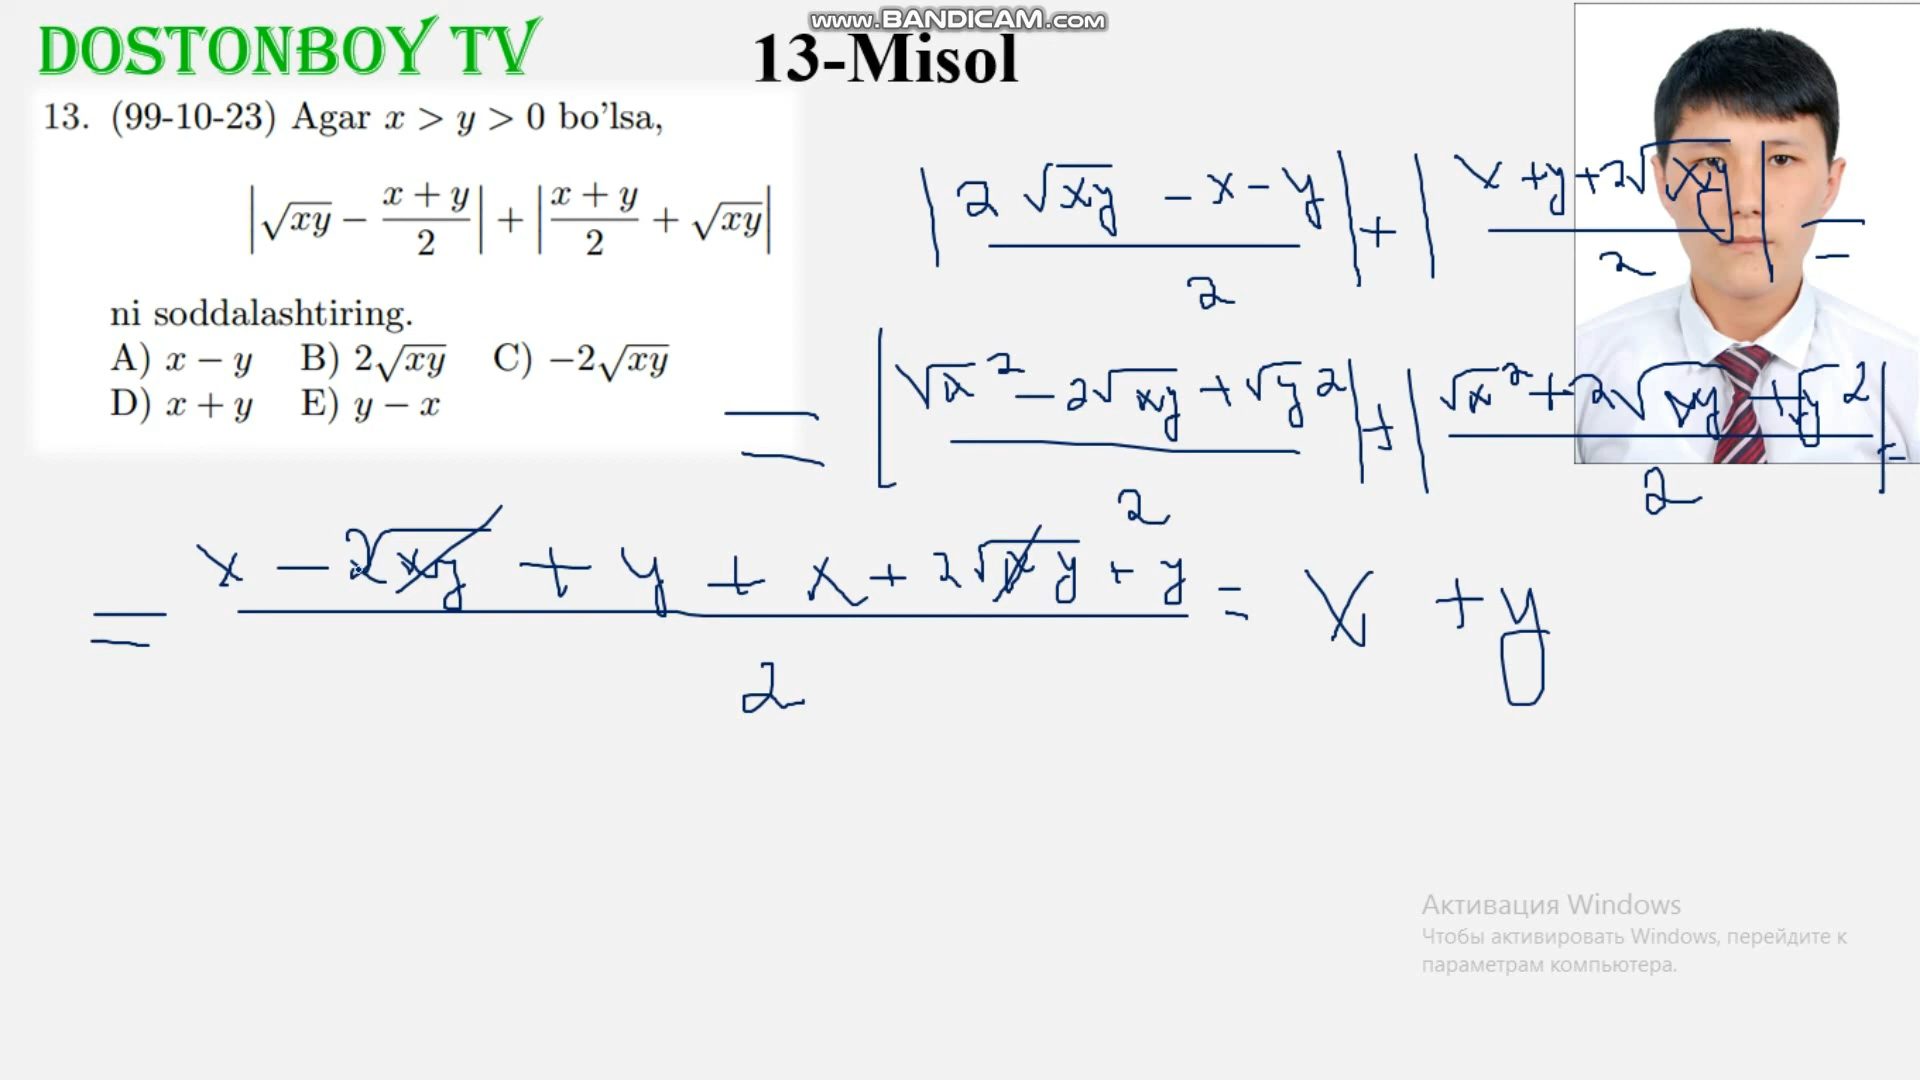 www.BANDICAM.com
DOSTONBOY TV
13-Misol
13. (99-10-23) Agar x > y > 0 bo'lsa,
|√xy − (x + y)/2| + |(x + y)/2 + √xy|
ni soddalashtiring.
A) x − y B) 2√xy C) −2√xy
D) x + y E) y − x
|(2√xy − x − y)/2| + |(x + y + 2√xy)/2| =
= |(√x² − 2√xy + √y²)/2| + |(√x² + 2√xy + √y²)/2| =
= (x − 2√xy + y + x + 2√xy + y)/2 = x + y
Активация Windows
Чтобы активировать Windows, перейдите к
параметрам компьютера.